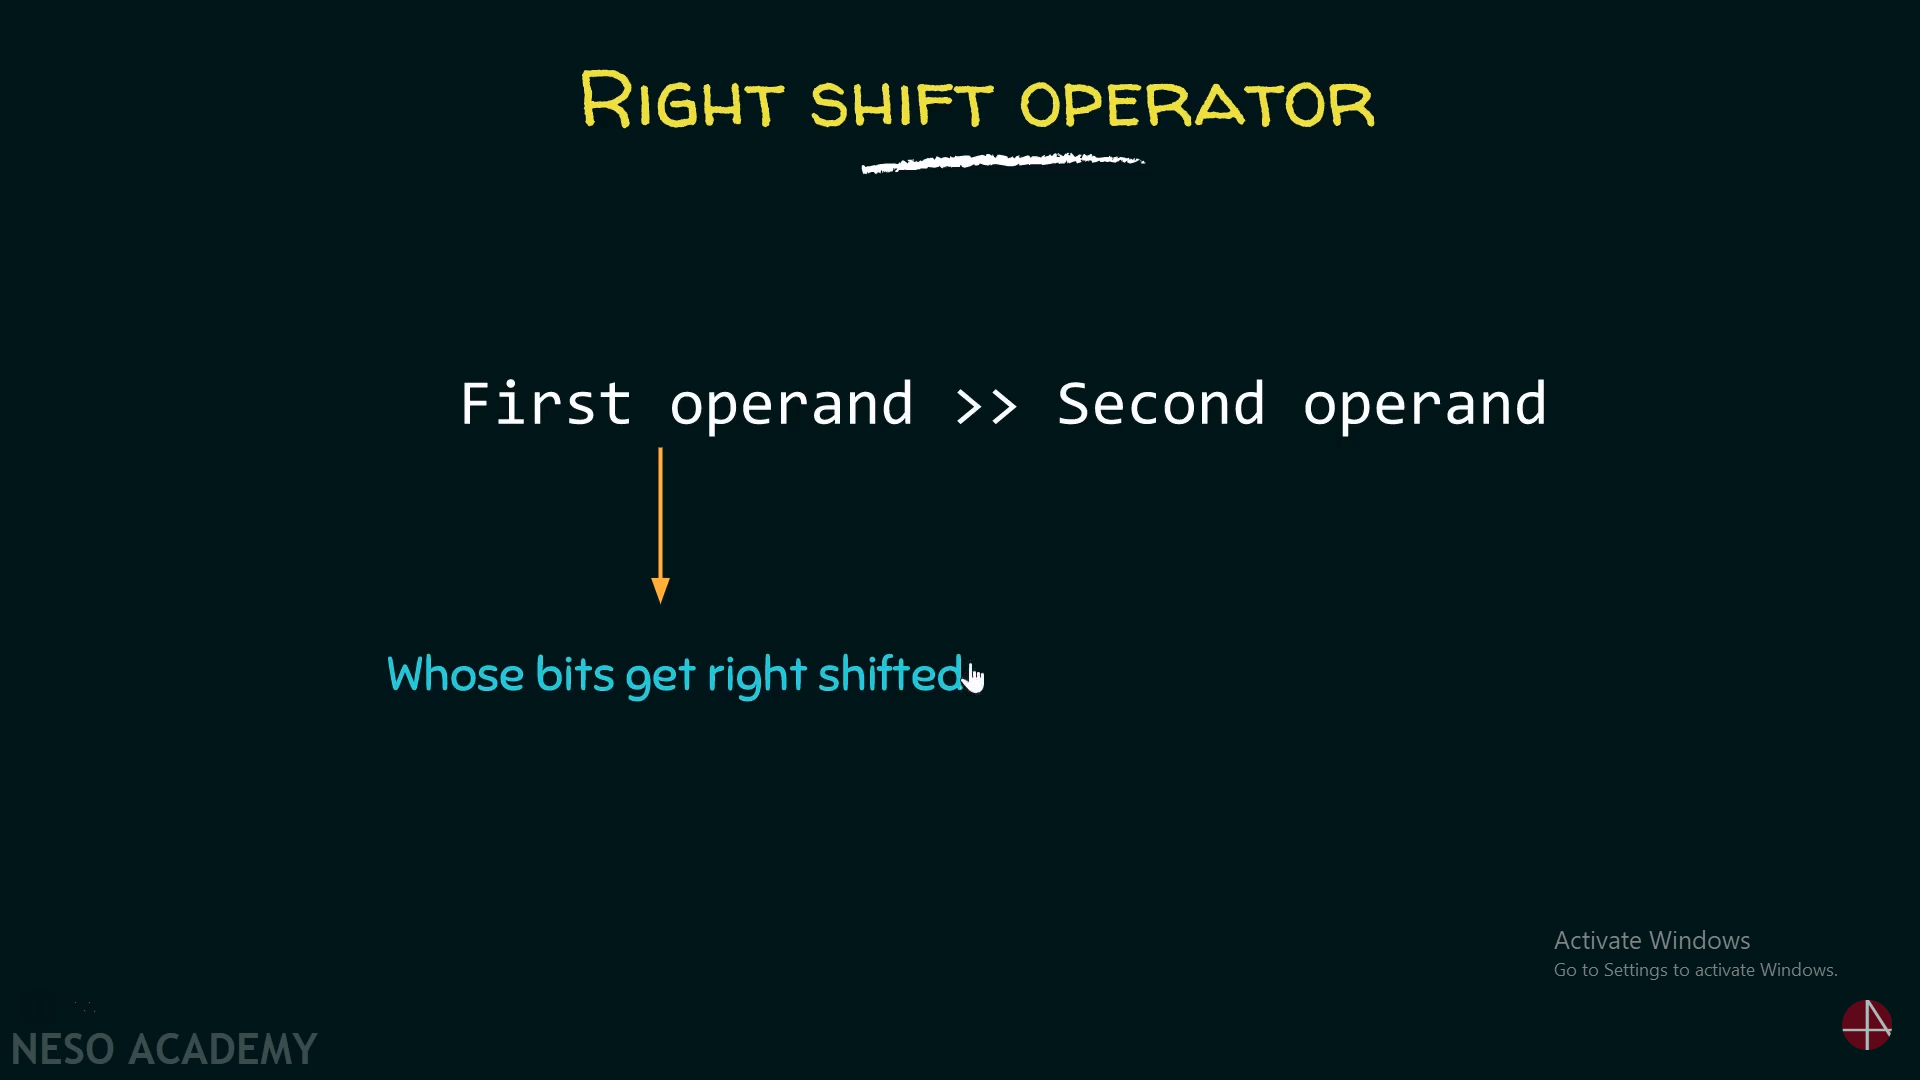 Right shift operator
First operand >> Second operand
Whose bits get right shifted
Activate Windows
Go to Settings to activate Windows.
NESO ACADEMY